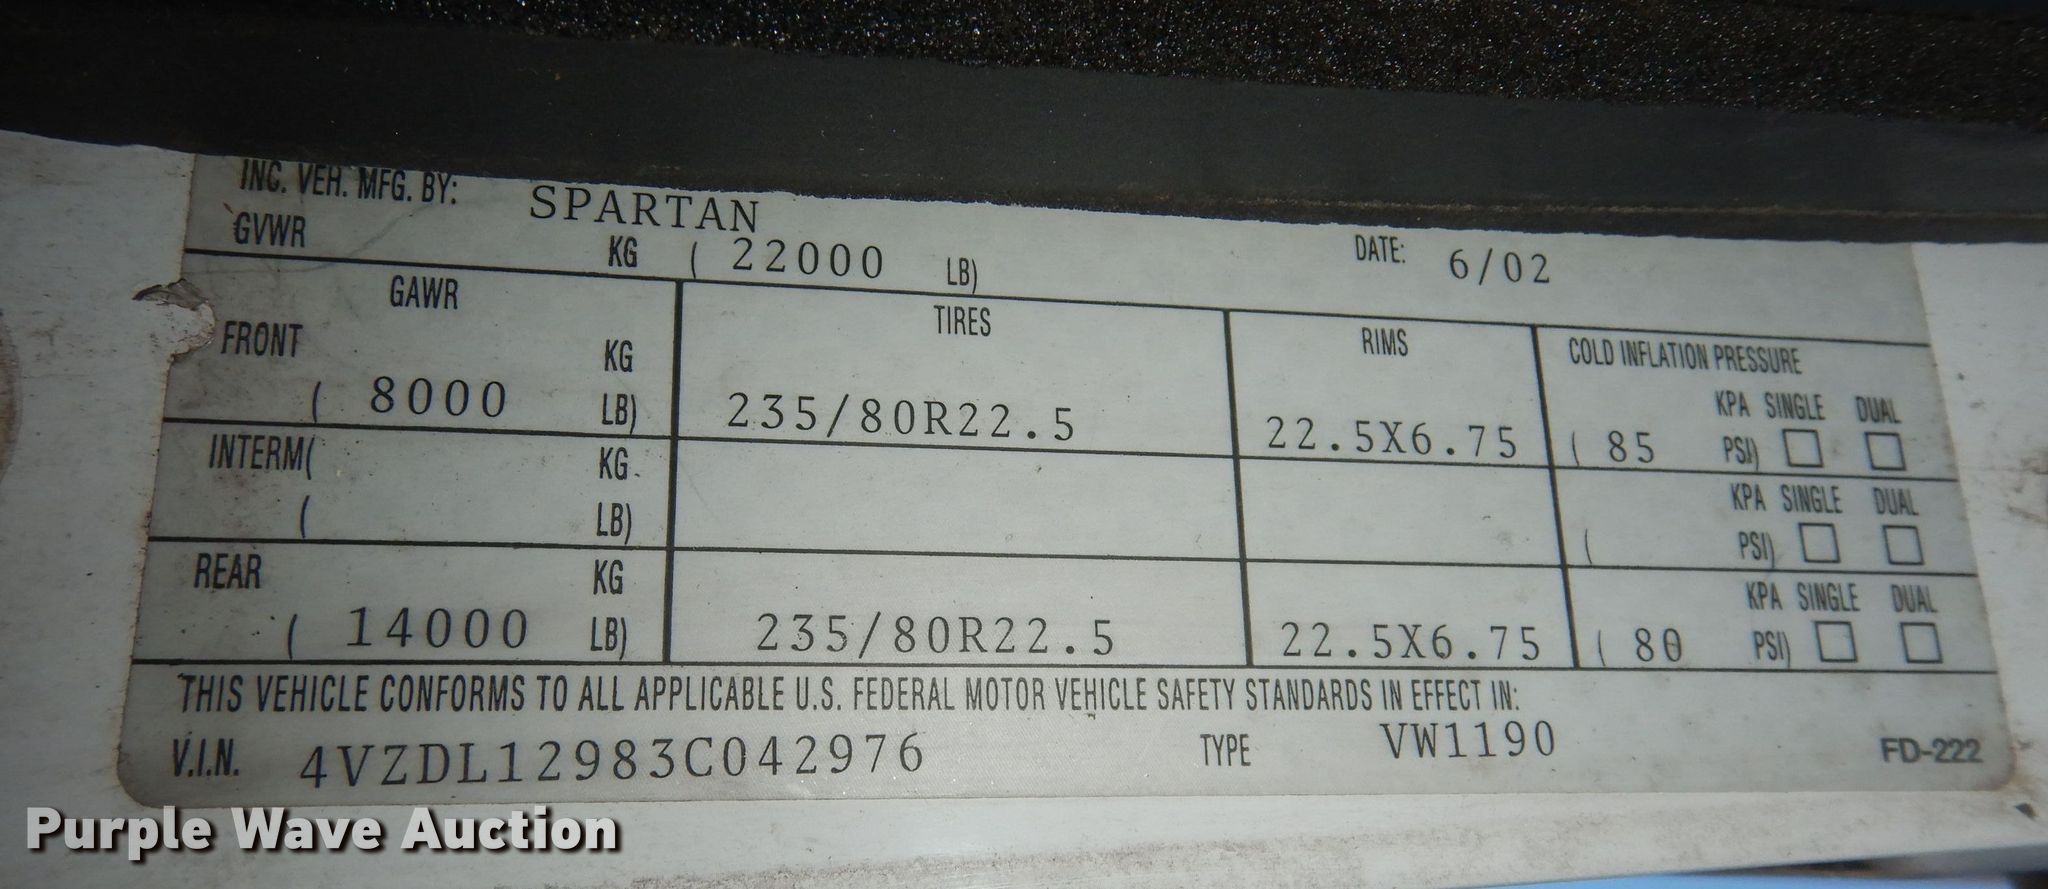 INC. VEH. MFG. BY: SPARTAN
GVWR KG ( 22000 LB) DATE: 6/02
GAWR TIRES RIMS COLD INFLATION PRESSURE
FRONT KG KPA SINGLE DUAL
( 8000 LB) 235/80R22.5 22.5X6.75 ( 85 PSI)
INTERM( KG KPA SINGLE DUAL
( LB) ( PSI)
REAR KG KPA SINGLE DUAL
( 14000 LB) 235/80R22.5 22.5X6.75 ( 80 PSI)
THIS VEHICLE CONFORMS TO ALL APPLICABLE U.S. FEDERAL MOTOR VEHICLE SAFETY STANDARDS IN EFFECT IN:
V.I.N. 4VZDL12983C042976 TYPE VW1190 FD-222
Purple Wave Auction